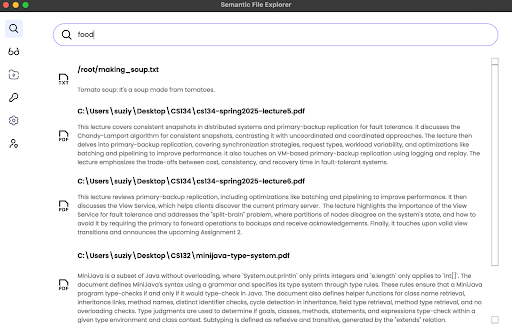 Semantic File Explorer
food
/root/making_soup.txt
TXT
Tomato soup: it's a soup made from tomatoes.
C:\Users\suziy\Desktop\CS134\cs134-spring2025-lecture5.pdf
PDF
This lecture covers consistent snapshots in distributed systems and primary-backup replication for fault tolerance. It discusses the
Chandy-Lamport algorithm for consistent snapshots, contrasting it with uncoordinated and coordinated approaches. The lecture then
delves into primary-backup replication, covering synchronization strategies, request types, workload variability, and optimizations like
batching and pipelining to improve performance. It also touches on VM-based primary-backup replication using logging and replay. The
lecture emphasizes the trade-offs between cost, consistency, and recovery time in fault-tolerant systems.
C:\Users\suziy\Desktop\CS134\cs134-spring2025-lecture6.pdf
PDF
This lecture reviews primary-backup replication, including optimizations like batching and pipelining to improve performance. It then
discusses the View Service, which helps clients discover the current primary server. The lecture highlights the importance of the View
Service for fault tolerance and addresses the "split-brain" problem, where partitions of nodes disagree on the system's state, and how to
avoid it by requiring the primary to forward operations to backups and receive acknowledgements. Finally, it touches upon valid view
transitions and announces the upcoming Assignment 2.
C:\Users\suziy\Desktop\CS132\minijava-type-system.pdf
PDF
MiniJava is a subset of Java without overloading, where `System.out.println` only prints integers and `e.length` only applies to `int[]`. The
document defines MiniJava's syntax using a grammar and specifies its type system through type rules. These rules ensure that a MiniJava
program type-checks if and only if it would type-check in Java. The document also defines helper functions for class name retrieval,
inheritance links, method names, distinct identifier checks, cycle detection in inheritance, field type retrieval, method type retrieval, and no
overloading checks. Type judgments are used to determine if goals, classes, methods, statements, and expressions type-check within a
given type environment and class context. Subtyping is defined as reflexive and transitive, generated by the `extends` relation.